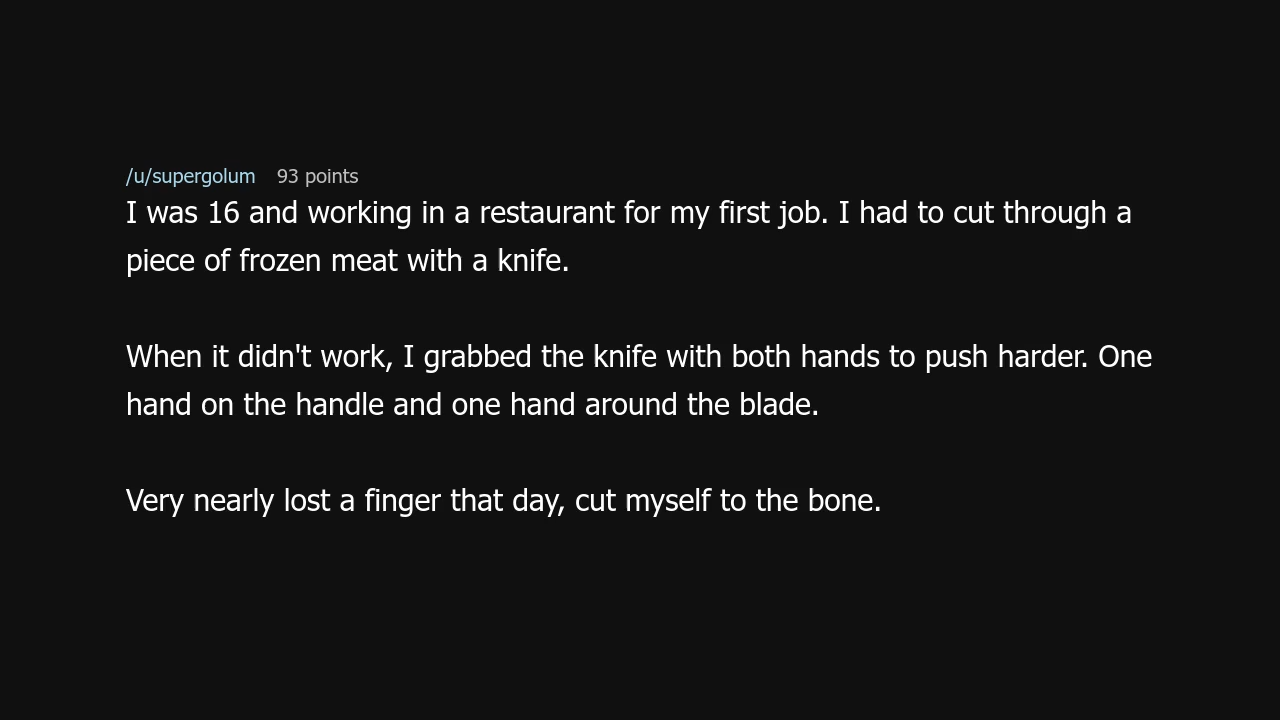 /u/supergolum 93 points
I was 16 and working in a restaurant for my first job. I had to cut through a
piece of frozen meat with a knife.
When it didn't work, I grabbed the knife with both hands to push harder. One
hand on the handle and one hand around the blade.
Very nearly lost a finger that day, cut myself to the bone.